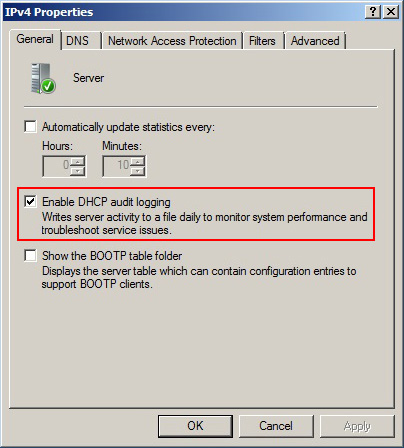 IPv4 Properties
General
DNS
Network Access Protection
Filters
Advanced
Server
Automatically update statistics every:
Hours:
Minutes:
0
10
Enable DHCP audit logging
Writes server activity to a file daily to monitor system performance and
troubleshoot service issues.
Show the BOOTP table folder
Displays the server table which can contain configuration entries to
support BOOTP clients.
OK
Cancel
Apply